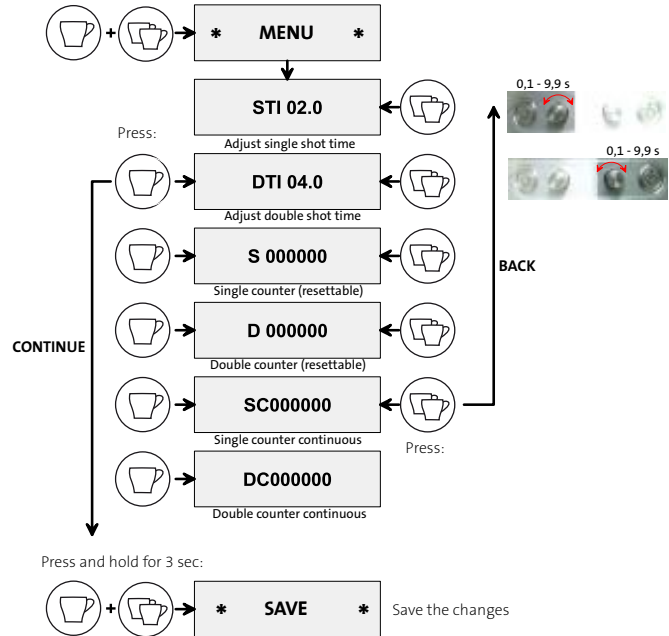 + * MENU *
0,1 - 9,9 s
STI 02.0
Adjust single shot time
Press:
0,1 - 9,9 s
DTI 04.0
Adjust double shot time
S 000000
Single counter (resettable)
BACK
D 000000
Double counter (resettable)
CONTINUE
SC000000
Single counter continuous
Press:
DC000000
Double counter continuous
Press and hold for 3 sec:
+ * SAVE * Save the changes